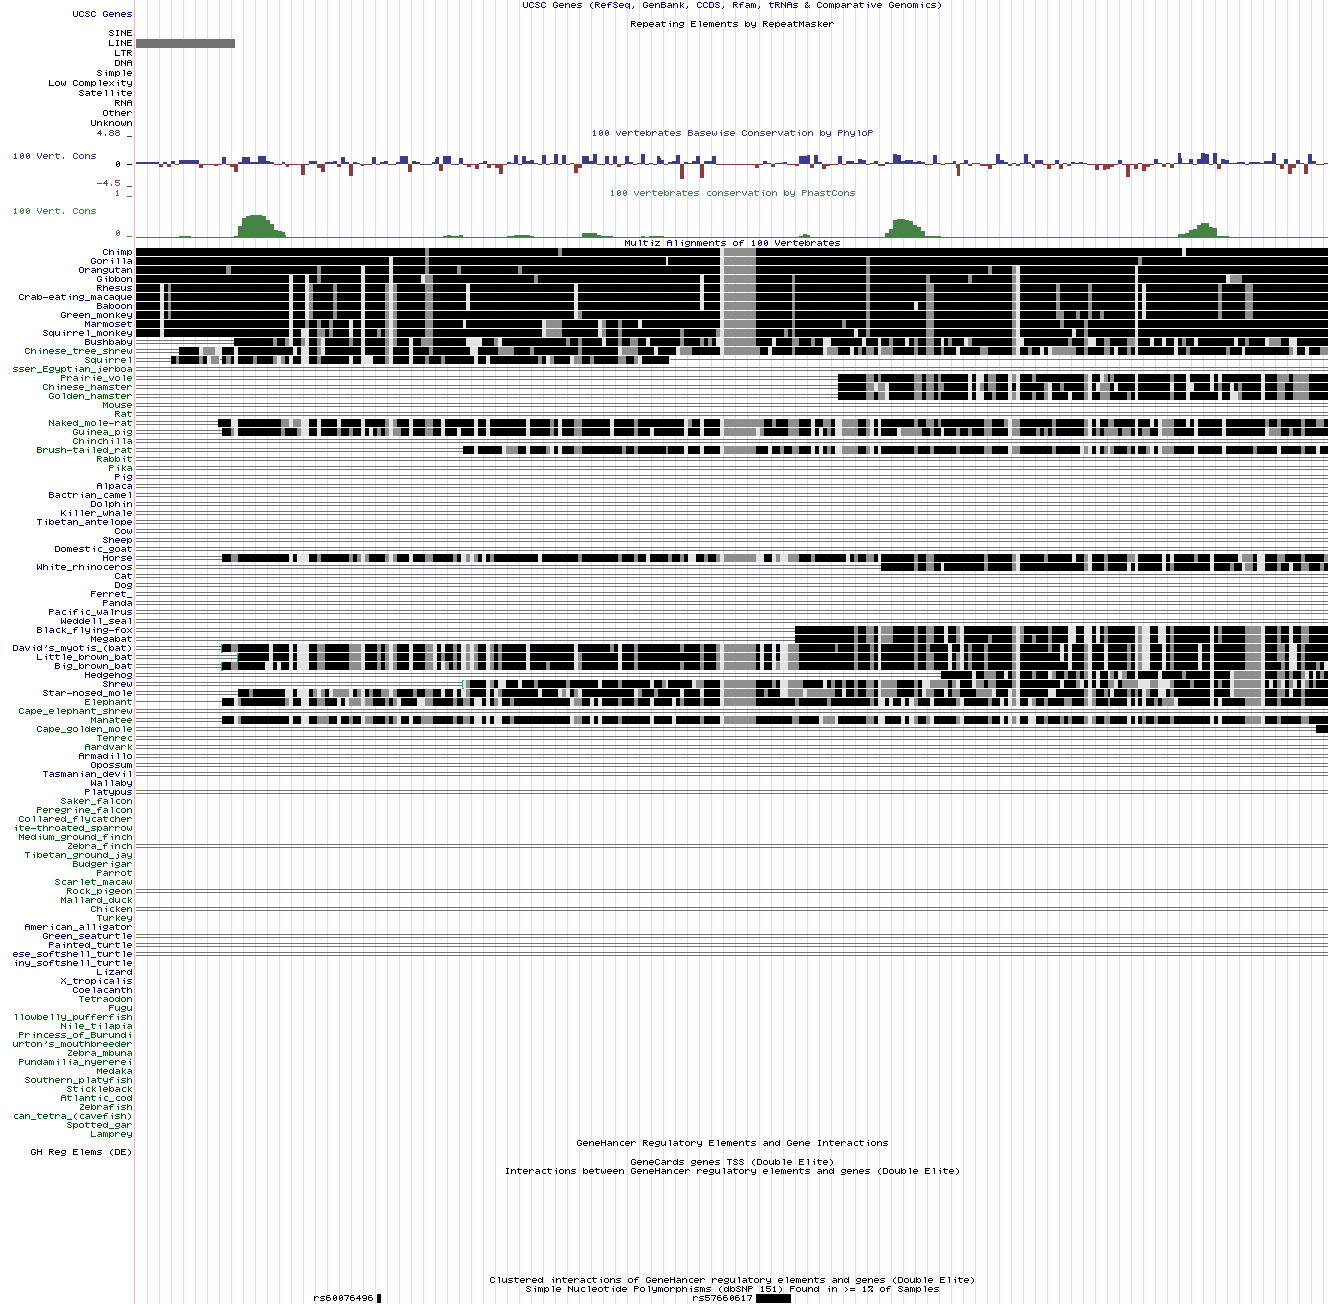 UCSC Genes (RefSeq, GenBank, CCDS, Rfam, tRNAs & Comparative Genomics)
UCSC Genes
Repeating Elements by RepeatMasker
SINE
LINE
LTR
DNA
Simple
Low Complexity
Satellite
RNA
Other
Unknown
4.88 _
100 vertebrates Basewise Conservation by PhyloP
100 Vert. Cons
0 -
-4.5 _
1 _
100 vertebrates conservation by PhastCons
100 Vert. Cons
0 _
Multiz Alignments of 100 Vertebrates
Chimp
Gorilla
Orangutan
Gibbon
Rhesus
Crab-eating_macaque
Baboon
Green_monkey
Marmoset
Squirrel_monkey
Bushbaby
Chinese_tree_shrew
Squirrel
sser_Egyptian_jerboa
Prairie_vole
Chinese_hamster
Golden_hamster
Mouse
Rat
Naked_mole-rat
Guinea_pig
Chinchilla
Brush-tailed_rat
Rabbit
Pika
Pig
Alpaca
Bactrian_camel
Dolphin
Killer_whale
Tibetan_antelope
Cow
Sheep
Domestic_goat
Horse
White_rhinoceros
Cat
Dog
Ferret_
Panda
Pacific_walrus
Weddell_seal
Black_flying-fox
Megabat
David's_myotis_(bat)
Little_brown_bat
Big_brown_bat
Hedgehog
Shrew
Star-nosed_mole
Elephant
Cape_elephant_shrew
Manatee
Cape_golden_mole
Tenrec
Aardvark
Armadillo
Opossum
Tasmanian_devil
Wallaby
Platypus
Saker_falcon
Peregrine_falcon
Collared_flycatcher
ite-throated_sparrow
Medium_ground_finch
Zebra_finch
Tibetan_ground_jay
Budgerigar
Parrot
Scarlet_macaw
Rock_pigeon
Mallard_duck
Chicken
Turkey
American_alligator
Green_seaturtle
Painted_turtle
ese_softshell_turtle
iny_softshell_turtle
Lizard
X_tropicalis
Coelacanth
Tetraodon
Fugu
llowbelly_pufferfish
Nile_tilapia
Princess_of_Burundi
urton's_mouthbreeder
Zebra_mbuna
Pundamilia_nyererei
Medaka
Southern_platyfish
Stickleback
Atlantic_cod
Zebrafish
can_tetra_(cavefish)
Spotted_gar
Lamprey
GeneHancer Regulatory Elements and Gene Interactions
GH Reg Elems (DE)
GeneCards genes TSS (Double Elite)
Interactions between GeneHancer regulatory elements and genes (Double Elite)
Clustered interactions of GeneHancer regulatory elements and genes (Double Elite)
Simple Nucleotide Polymorphisms (dbSNP 151) Found in >= 1% of Samples
rs60076496 rs57660617